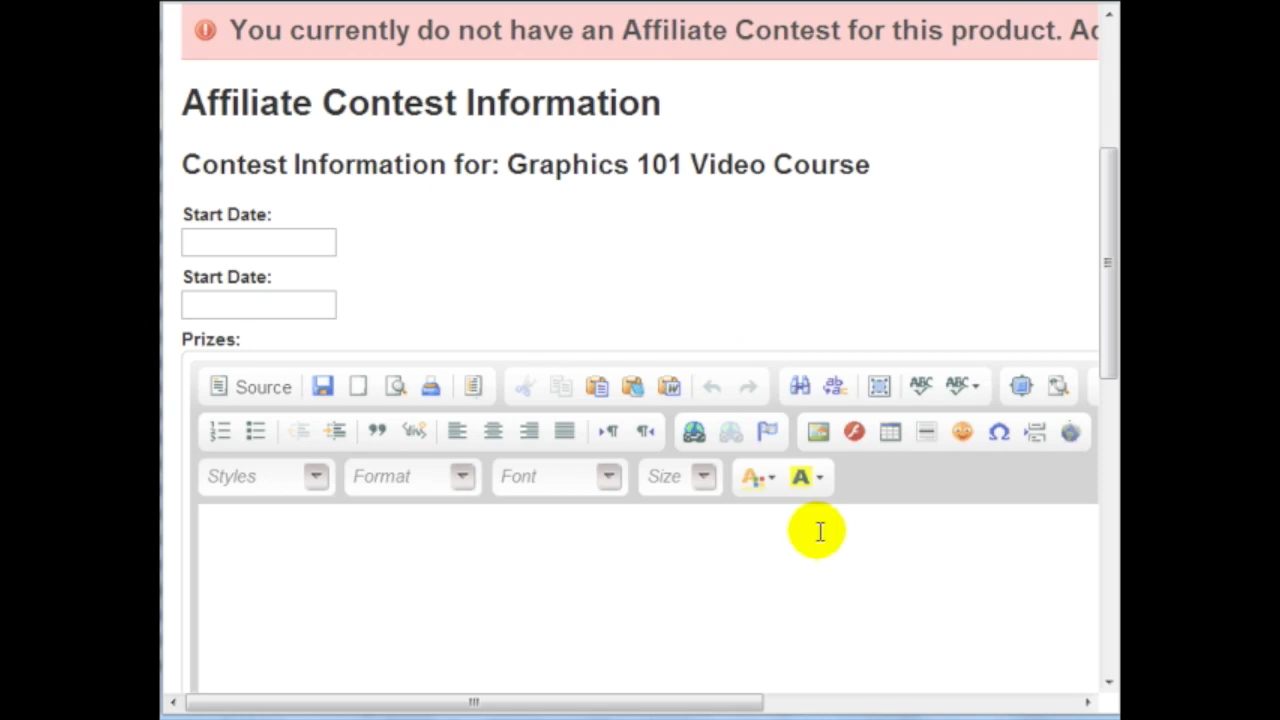 You currently do not have an Affiliate Contest for this product.
Affiliate Contest Information
Contest Information for: Graphics 101 Video Course
Start Date:
Start Date:
Prizes:
Source
Styles Format Font Size